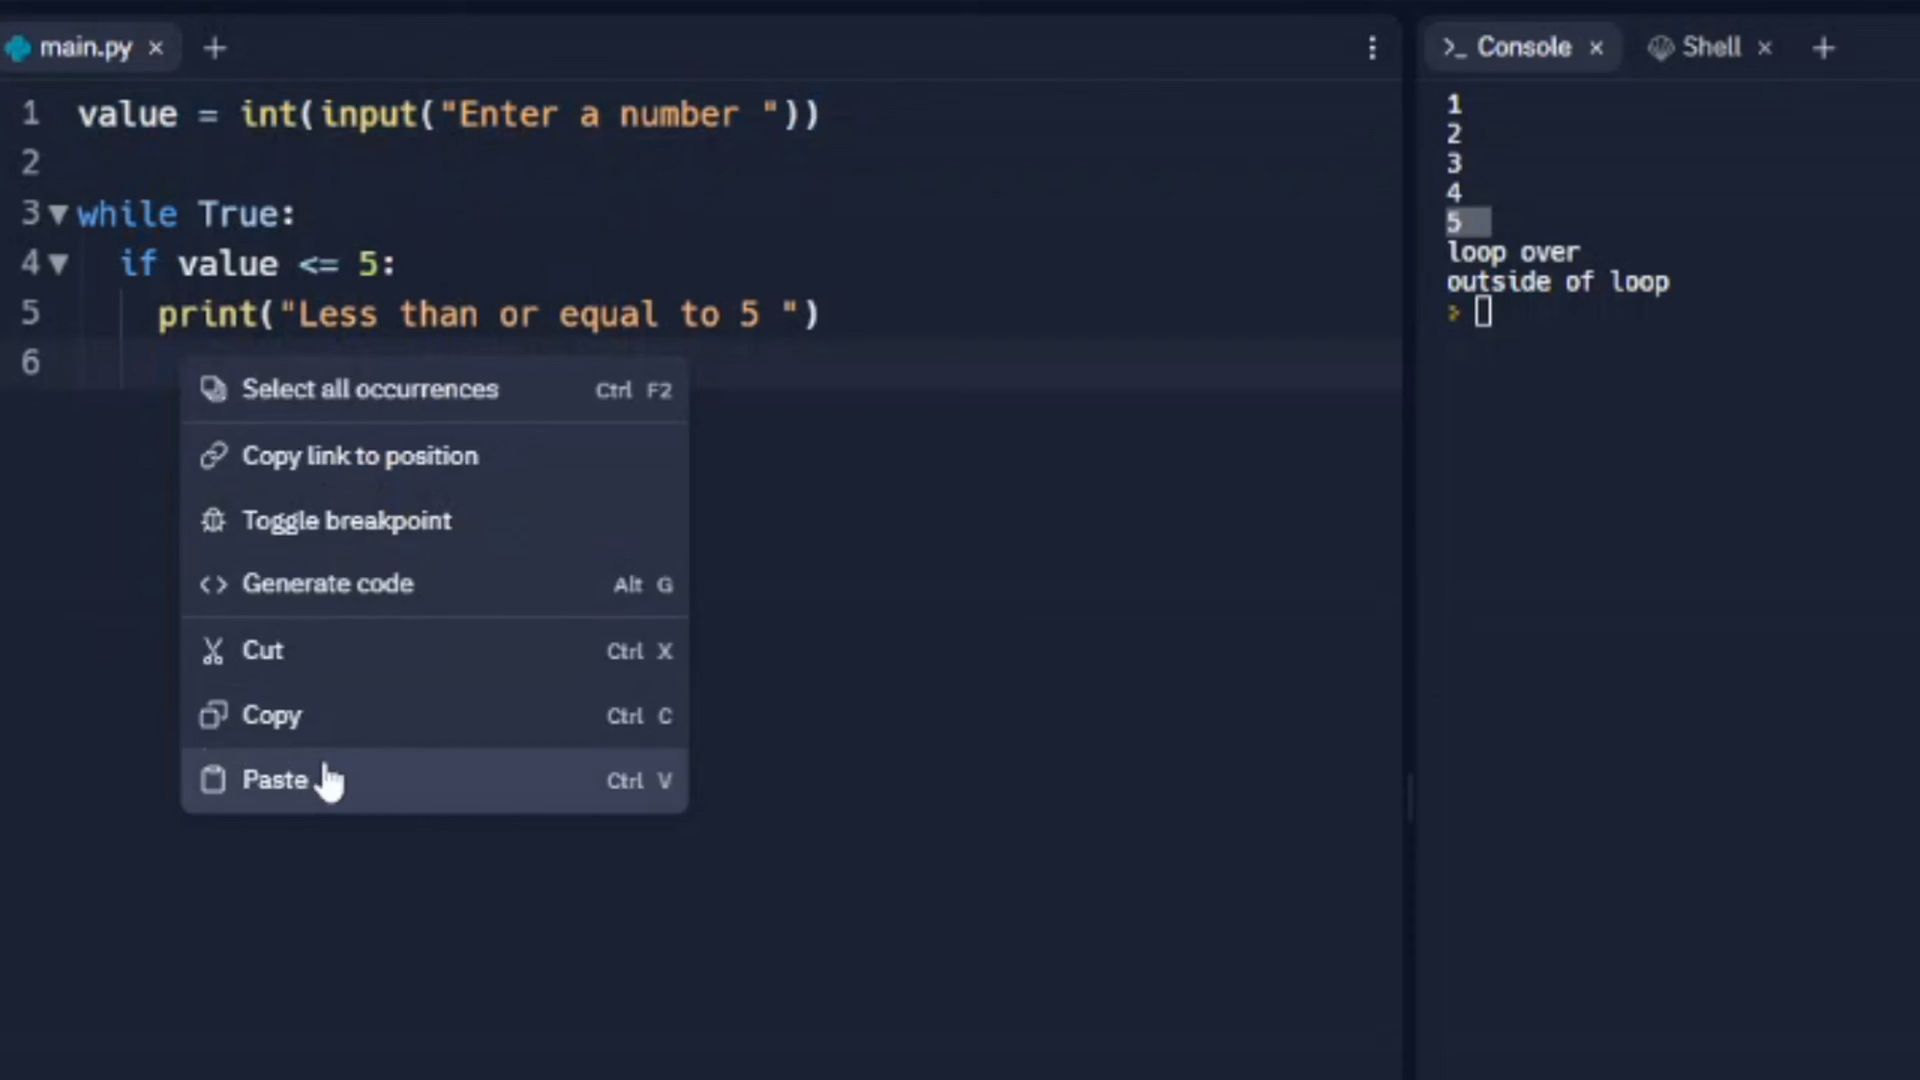 main.py × +
1 value = int(input("Enter a number "))
2
3 while True:
4 if value <= 5:
5 print("Less than or equal to 5 ")
6
Select all occurrences Ctrl F2
Copy link to position
Toggle breakpoint
Generate code Alt G
Cut Ctrl X
Copy Ctrl C
Paste Ctrl V
>_ Console × Shell × +
1
2
3
4
5
loop over
outside of loop
>